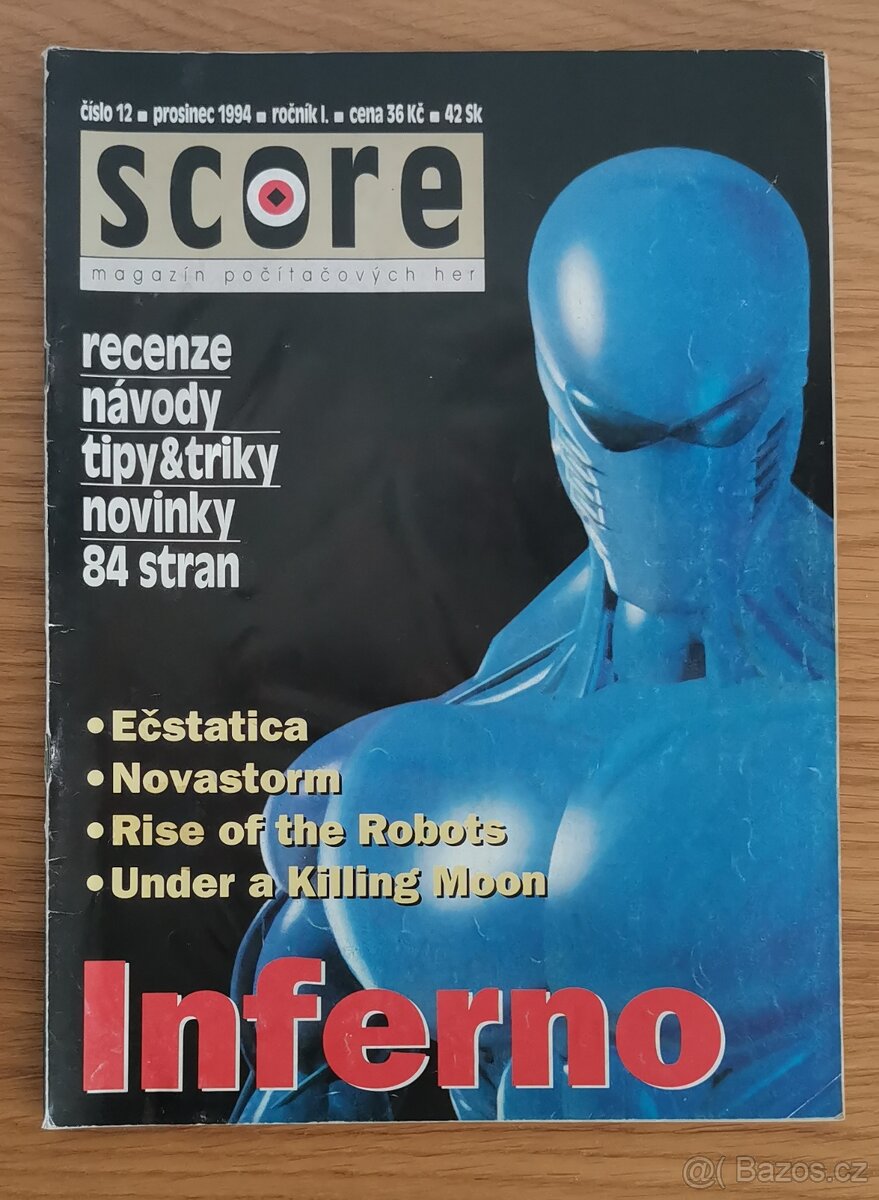 číslo 12 ■ prosinec 1994 ■ ročník I. ■ cena 36 Kč ■ 42 Sk
score
magazín počítačových her
recenze
návody
tipy&triky
novinky
84 stran
• Ečstatica
• Novastorm
• Rise of the Robots
• Under a Killing Moon
Inferno
@( Bazos.cz